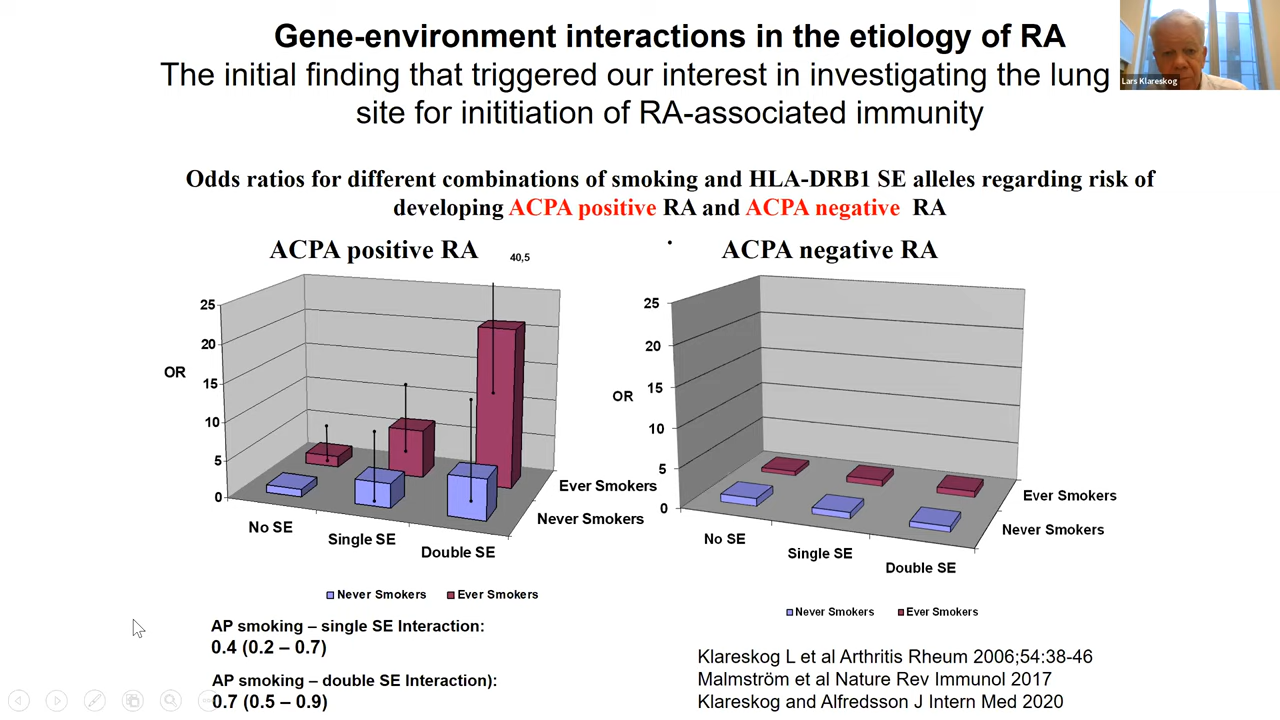 Gene-environment interactions in the etiology of RA
The initial finding that triggered our interest in investigating the lung
site for inititiation of RA-associated immunity
Lars Klareskog
Odds ratios for different combinations of smoking and HLA-DRB1 SE alleles regarding risk of
developing ACPA positive RA and ACPA negative RA
ACPA positive RA
40,5
25
20
15
10
5
0
OR
No SE
Single SE
Double SE
Ever Smokers
Never Smokers
Never Smokers
Ever Smokers
AP smoking – single SE Interaction:
0.4 (0.2 – 0.7)
AP smoking – double SE Interaction):
0.7 (0.5 – 0.9)
ACPA negative RA
25
20
15
10
5
0
OR
No SE
Single SE
Double SE
Ever Smokers
Never Smokers
Never Smokers
Ever Smokers
Klareskog L et al Arthritis Rheum 2006;54:38-46
Malmström et al Nature Rev Immunol 2017
Klareskog and Alfredsson J Intern Med 2020